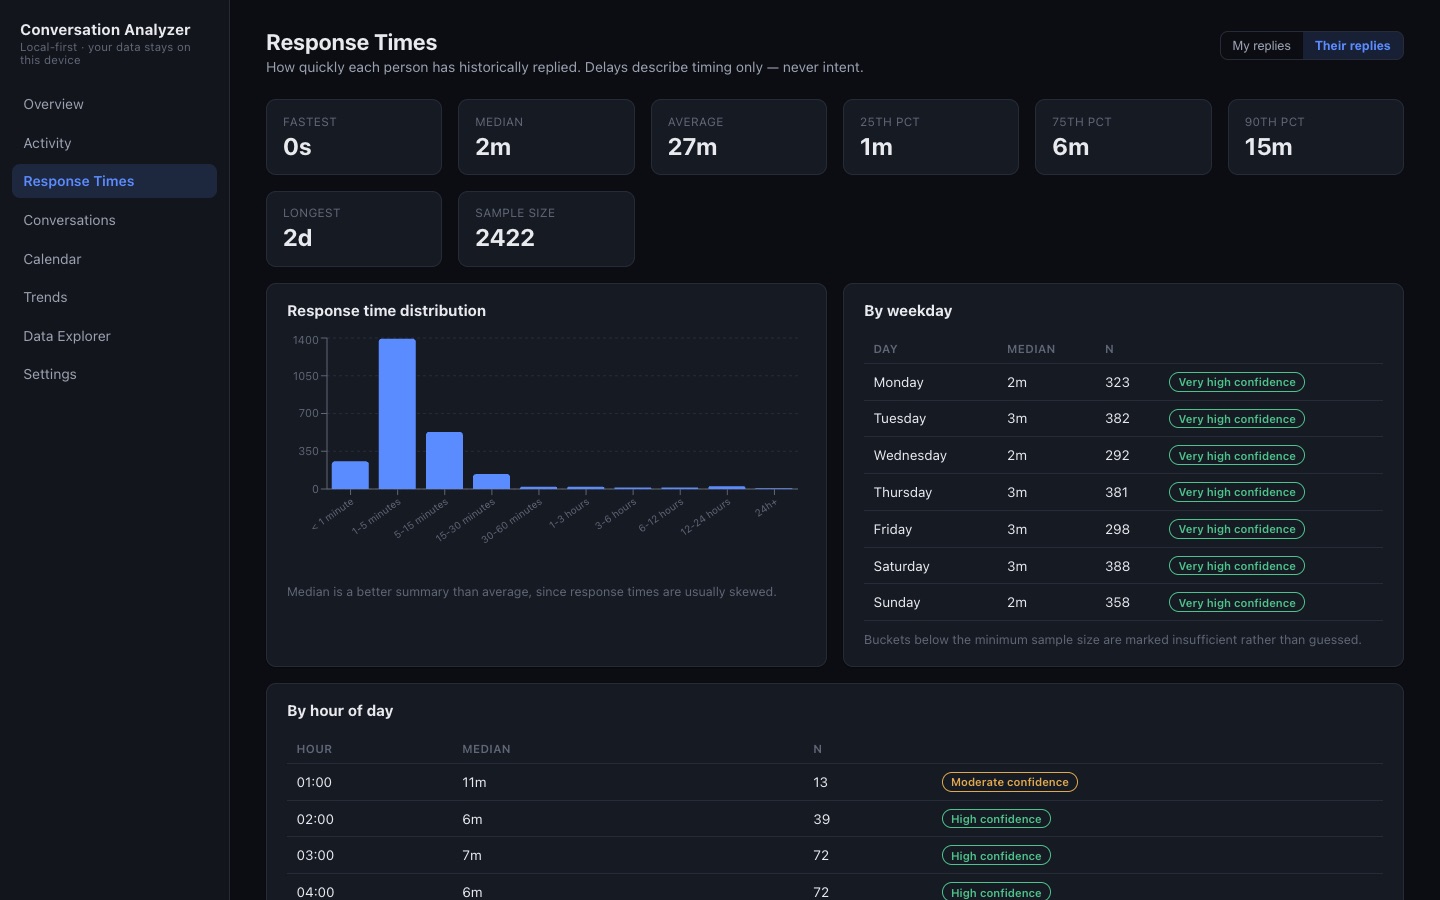 Conversation Analyzer
Local-first · your data stays on
this device
Overview
Activity
Response Times
Conversations
Calendar
Trends
Data Explorer
Settings
Response Times
How quickly each person has historically replied. Delays describe timing only — never intent.
My replies Their replies
FASTEST MEDIAN AVERAGE 25TH PCT 75TH PCT 90TH PCT
0s 2m 27m 1m 6m 15m
LONGEST SAMPLE SIZE
2d 2422
Response time distribution
1400
1050
700
350
0
< 1 minute 1-5 minutes 5-15 minutes 15-30 minutes 30-60 minutes 1-3 hours 3-6 hours 6-12 hours 12-24 hours 24h+
Median is a better summary than average, since response times are usually skewed.
By weekday
DAY MEDIAN N
Monday 2m 323 Very high confidence
Tuesday 3m 382 Very high confidence
Wednesday 2m 292 Very high confidence
Thursday 3m 381 Very high confidence
Friday 3m 298 Very high confidence
Saturday 3m 388 Very high confidence
Sunday 2m 358 Very high confidence
Buckets below the minimum sample size are marked insufficient rather than guessed.
By hour of day
HOUR MEDIAN N
01:00 11m 13 Moderate confidence
02:00 6m 39 High confidence
03:00 7m 72 High confidence
04:00 6m 72 High confidence